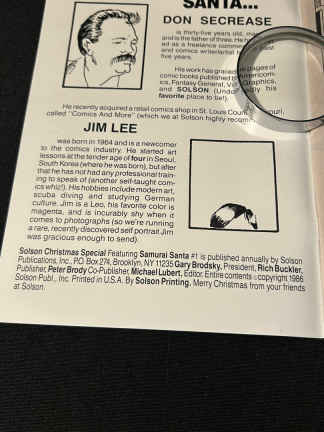 SANTA...
DON SECREASE
is thirty-five years old,
and is the father of three. He
ed as a freelance commercial
and comics writer/artist
five years.
His work has graced pages of
comic books published by Americom-
ics, Fantasy General, Graphics,
and SOLSON (Undoubtedly his
favorite place to be!).
He recently acquired a retail comics shop in St. Louis County,
called "Comics And More" (which we at Solson highly recom
JIM LEE
was born in 1964 and is a newcomer
to the comics industry. He started art
lessons at the tender age of four in Seoul,
South Korea (where he was born), but after
that he has not had any professional train-
ing to speak of (another self-taught com-
ics whiz!). His hobbies include modern art,
scuba diving and studying German
culture. Jim is a Leo, his favorite color is
magenta, and is incurably shy when it
comes to photographs (so we're running
a rare, recently discovered self portrait Jim
was gracious enough to send).
Solson Christmas Special Featuring Samurai Santa #1 is published annually by Solson
Publications, Inc., P.O. Box 274, Brooklyn, NY 11235 Gary Brodsky, President, Rich Buckler,
Publisher, Peter Brody Co-Publisher, Michael Lubert, Editor. Entire contents © copyright 1986
Solson Publ., Inc. Printed in U.S.A. By Solson Printing. Merry Christmas from your friends
at Solson.